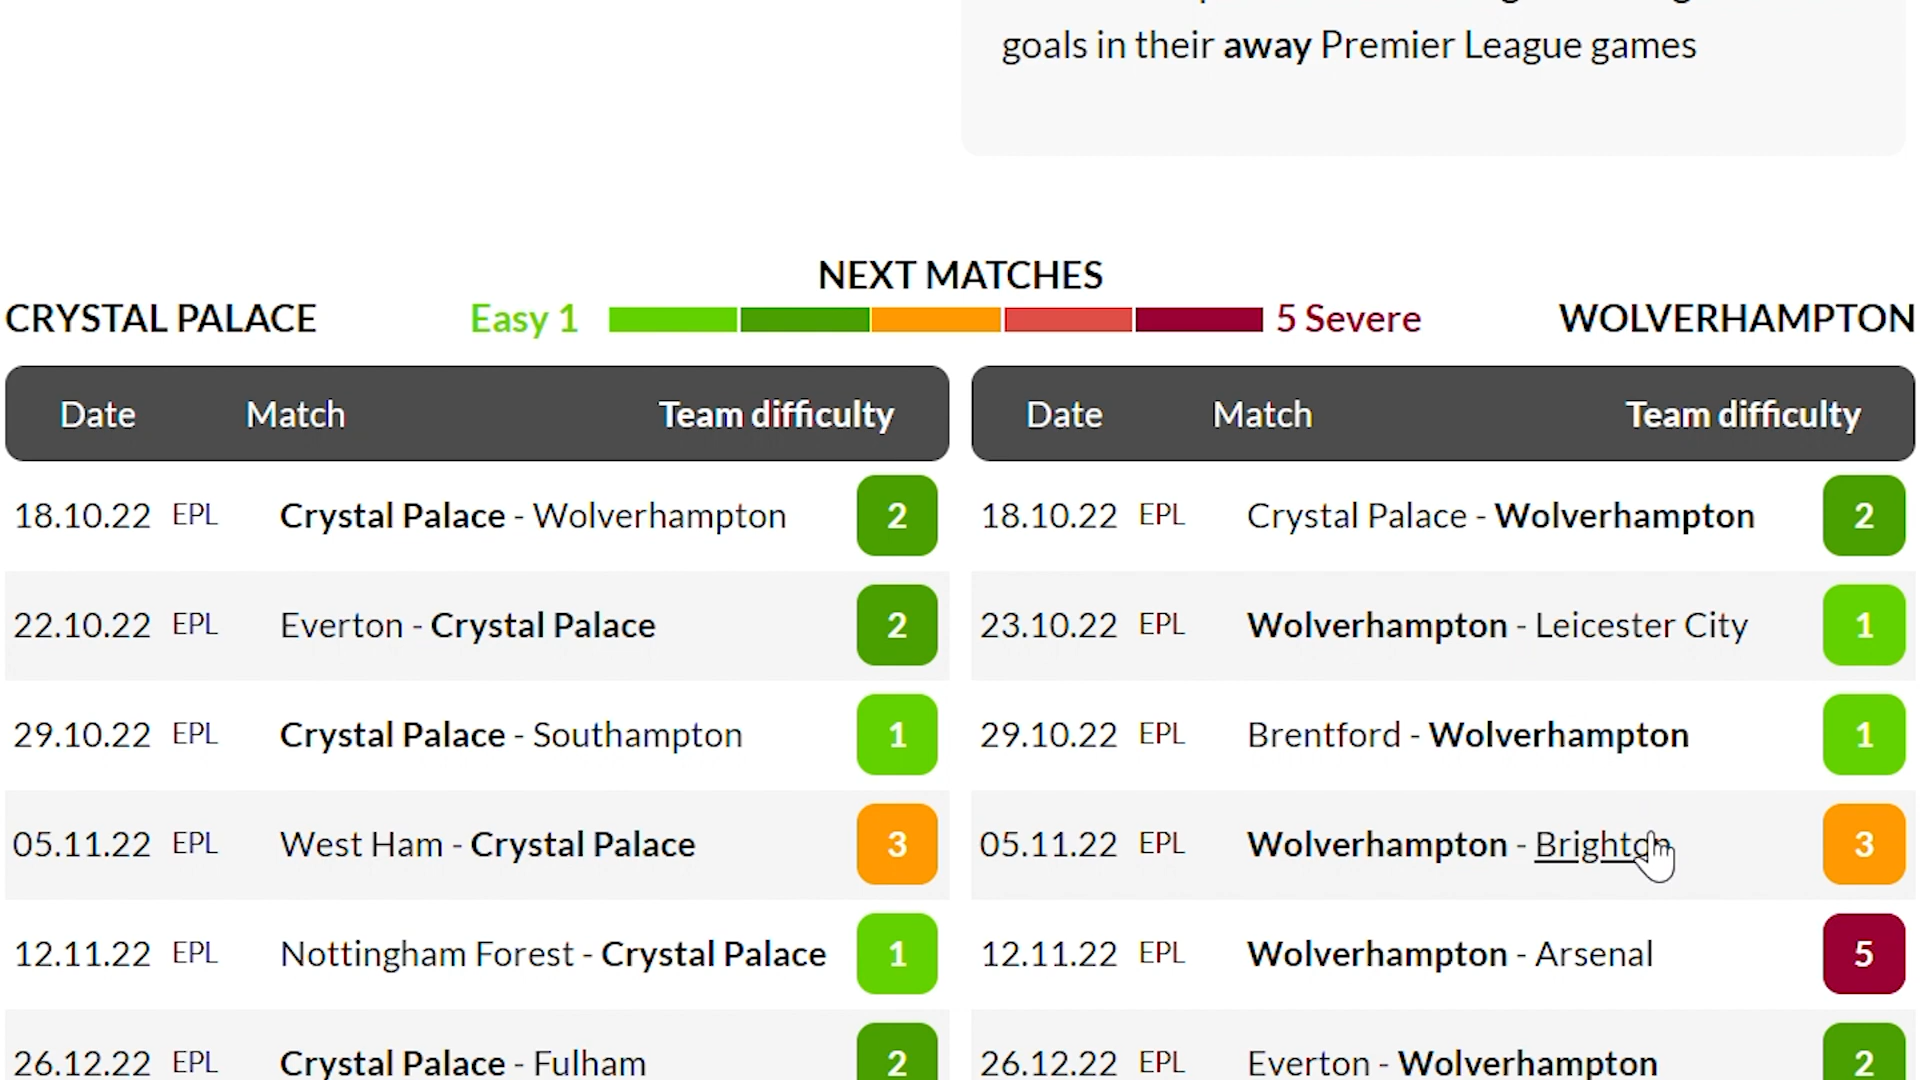 goals in their away Premier League games
NEXT MATCHES
CRYSTAL PALACE
Easy 1
5 Severe
WOLVERHAMPTON
Date Match Team difficulty
18.10.22 EPL Crystal Palace - Wolverhampton 2
22.10.22 EPL Everton - Crystal Palace 2
29.10.22 EPL Crystal Palace - Southampton 1
05.11.22 EPL West Ham - Crystal Palace 3
12.11.22 EPL Nottingham Forest - Crystal Palace 1
26.12.22 EPL Crystal Palace - Fulham 2
Date Match Team difficulty
18.10.22 EPL Crystal Palace - Wolverhampton 2
23.10.22 EPL Wolverhampton - Leicester City 1
29.10.22 EPL Brentford - Wolverhampton 1
05.11.22 EPL Wolverhampton - Brighton 3
12.11.22 EPL Wolverhampton - Arsenal 5
26.12.22 EPL Everton - Wolverhampton 2